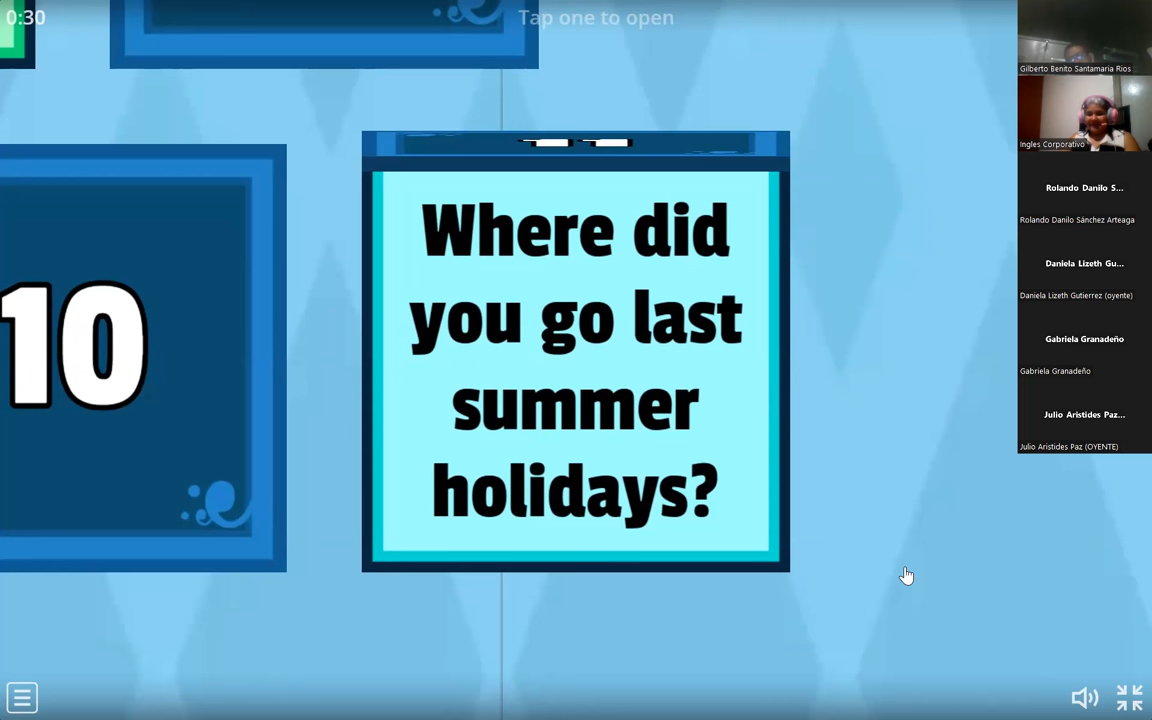 0:30
Tap one to open
10
Where did
you go last
summer
holidays?
Gilberto Benito Santamaria Rios
Ingles Corporativo
Rolando Danilo S...
Rolando Danilo Sánchez Arteaga
Daniela Lizeth Gu...
Daniela Lizeth Gutierrez (oyente)
Gabriela Granadeño
Gabriela Granadeño
Julio Aristides Paz...
Julio Aristides Paz (OYENTE)